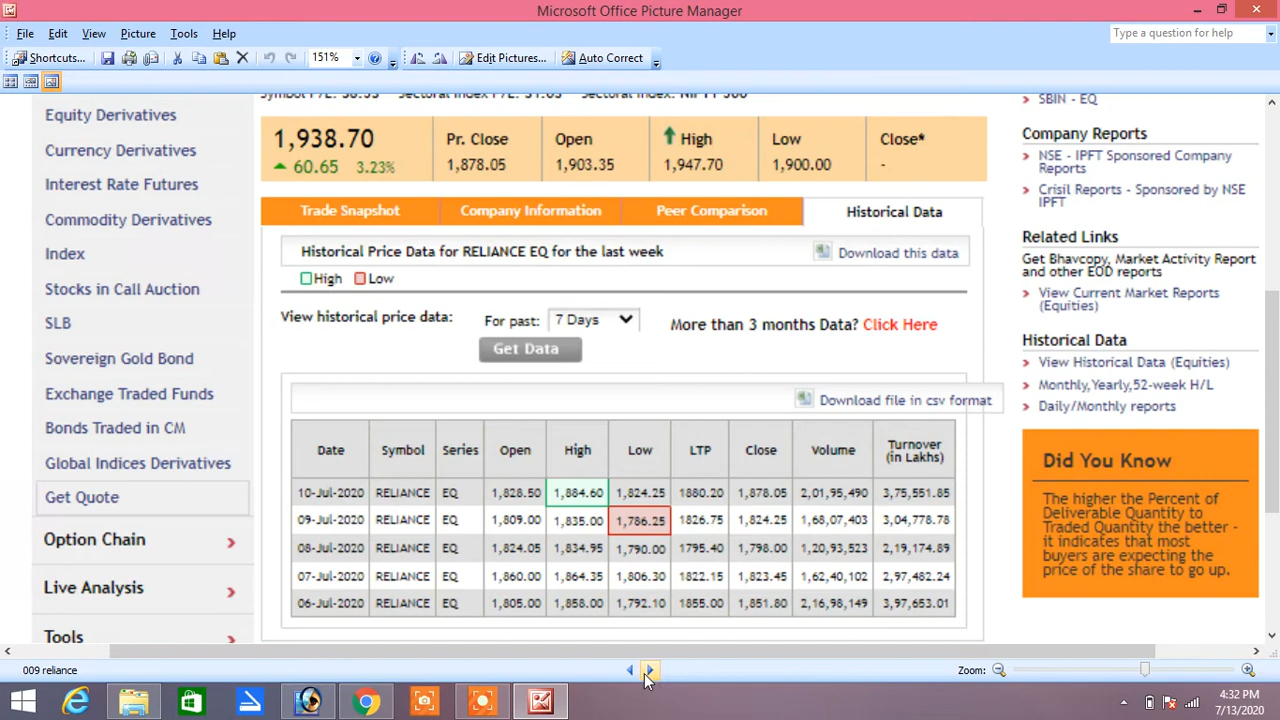 Microsoft Office Picture Manager
File Edit View Picture Tools Help
Type a question for help
Shortcuts... 151% Edit Pictures... Auto Correct
Equity Derivatives
Currency Derivatives
Interest Rate Futures
Commodity Derivatives
Index
Stocks in Call Auction
SLB
Sovereign Gold Bond
Exchange Traded Funds
Bonds Traded in CM
Global Indices Derivatives
Get Quote
Option Chain
Live Analysis
Tools
1,938.70 Pr. Close Open High Low Close*
60.65 3.23% 1,878.05 1,903.35 1,947.70 1,900.00 -
Trade Snapshot Company Information Peer Comparison Historical Data
Historical Price Data for RELIANCE EQ for the last week Download this data
High Low
View historical price data: For past: 7 Days More than 3 months Data? Click Here
Get Data
Download file in csv format
Date Symbol Series Open High Low LTP Close Volume Turnover
(in Lakhs)
10-Jul-2020 RELIANCE EQ 1,828.50 1,884.60 1,824.25 1880.20 1,878.05 2,01,95,490 3,75,551.85
09-Jul-2020 RELIANCE EQ 1,809.00 1,835.00 1,786.25 1826.75 1,824.25 1,68,07,403 3,04,778.78
08-Jul-2020 RELIANCE EQ 1,824.05 1,834.95 1,790.00 1795.40 1,798.00 1,20,93,523 2,19,174.89
07-Jul-2020 RELIANCE EQ 1,860.00 1,864.35 1,806.30 1822.15 1,823.45 1,62,40,102 2,97,482.24
06-Jul-2020 RELIANCE EQ 1,805.00 1,858.00 1,792.10 1855.00 1,851.80 2,16,98,149 3,97,653.01
SBIN - EQ
Company Reports
NSE - IPFT Sponsored Company
Reports
Crisil Reports - Sponsored by NSE
IPFT
Related Links
Get Bhavcopy, Market Activity Report
and other EOD reports
View Current Market Reports
(Equities)
Historical Data
View Historical Data (Equities)
Monthly,Yearly,52-week H/L
Daily/Monthly reports
Did You Know
The higher the Percent of
Deliverable Quantity to
Traded Quantity the better -
it indicates that most
buyers are expecting the
price of the share to go up.
009 reliance Zoom:
4:32 PM
7/13/2020